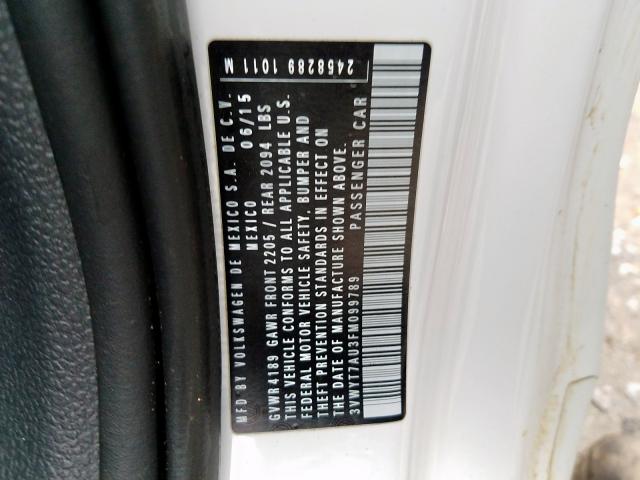 MFD BY VOLKSWAGEN DE MEXICO S.A. DE C.V.
MEXICO 06/15
GVWR 4189 GAWR FRONT 2205 / REAR 2094 LBS
THIS VEHICLE CONFORMS TO ALL APPLICABLE U.S.
FEDERAL MOTOR VEHICLE SAFETY, BUMPER AND
THEFT PREVENTION STANDARDS IN EFFECT ON
THE DATE OF MANUFACTURE SHOWN ABOVE.
3VWYT7AU3FM099789 PASSENGER CAR
2458289 1011 M